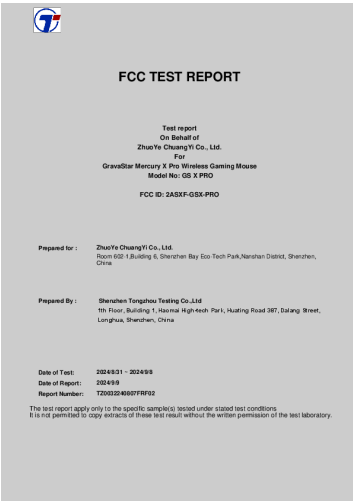 FCC TEST REPORT
Test report
On Behalf of
ZhuoYe ChuangYi Co., Ltd.
For
GravaStar Mercury X Pro Wireless Gaming Mouse
Model No: GS X PRO
FCC ID: 2ASXF-GSX-PRO
Prepared for : ZhuoYe ChuangYi Co., Ltd.
Room 602-1,Building 6, Shenzhen Bay Eco-Tech Park,Nanshan District, Shenzhen,
China
Prepared By : Shenzhen Tongzhou Testing Co.,Ltd
1th Floor, Building 1, Haomai High-tech Park, Huating Road 387, Dalang Street,
Longhua, Shenzhen, China
Date of Test: 2024/8/31 ~ 2024/9/8
Date of Report: 2024/9/9
Report Number: TZ0032240807FRF02
The test report apply only to the specific sample(s) tested under stated test conditions
It is not permitted to copy extracts of these test result without the written permission of the test laboratory.